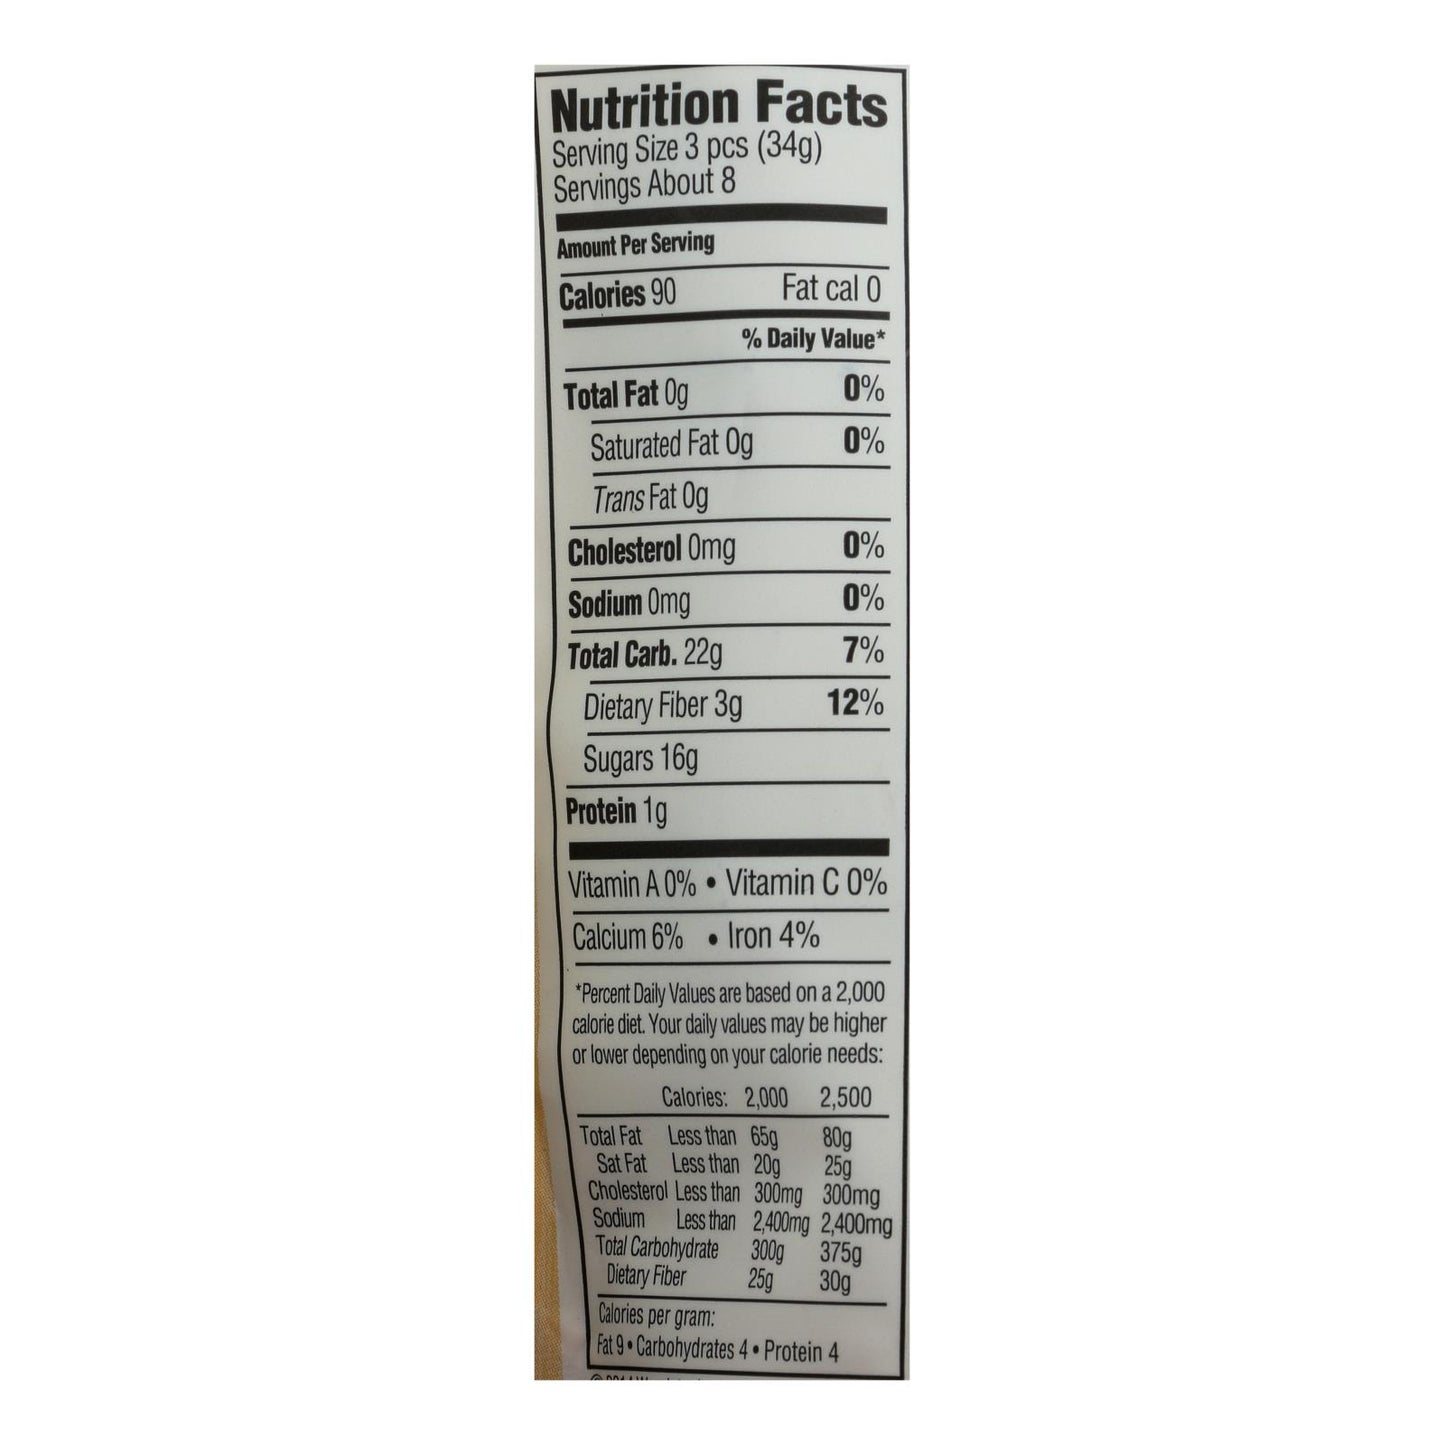 Nutrition Facts
Serving Size 3 pcs (34g)
Servings About 8
Amount Per Serving
Calories 90 Fat cal 0
% Daily Value*
Total Fat 0g 0%
Saturated Fat 0g 0%
Trans Fat 0g
Cholesterol 0mg 0%
Sodium 0mg 0%
Total Carb. 22g 7%
Dietary Fiber 3g 12%
Sugars 16g
Protein 1g
Vitamin A 0% • Vitamin C 0%
Calcium 6% • Iron 4%
*Percent Daily Values are based on a 2,000
calorie diet. Your daily values may be higher
or lower depending on your calorie needs:
Calories: 2,000 2,500
Total Fat Less than 65g 80g
Sat Fat Less than 20g 25g
Cholesterol Less than 300mg 300mg
Sodium Less than 2,400mg 2,400mg
Total Carbohydrate 300g 375g
Dietary Fiber 25g 30g
Calories per gram:
Fat 9 • Carbohydrates 4 • Protein 4